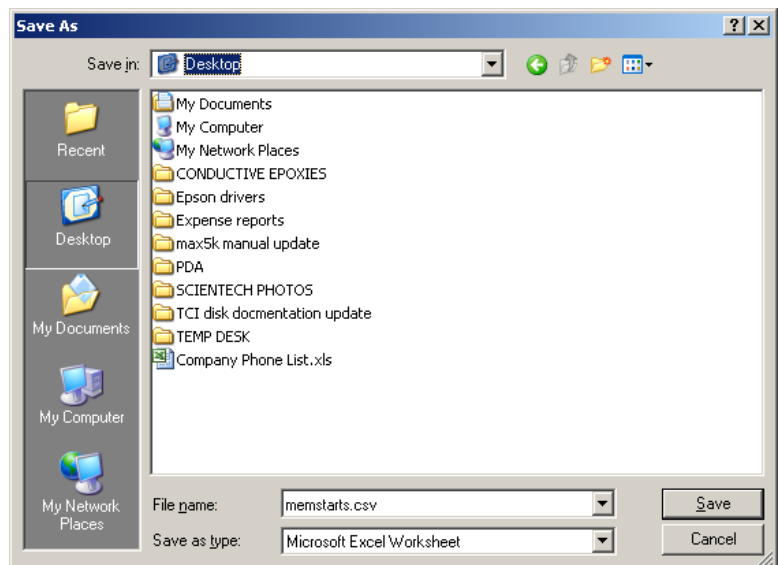 Save As
Save in: Desktop
Recent
Desktop
My Documents
My Computer
My Network
Places
My Documents
My Computer
My Network Places
CONDUCTIVE EPOXIES
Epson drivers
Expense reports
max5k manual update
PDA
SCIENTECH PHOTOS
TCI disk docmentation update
TEMP DESK
Company Phone List.xls
File name: memstarts.csv Save
Save as type: Microsoft Excel Worksheet Cancel